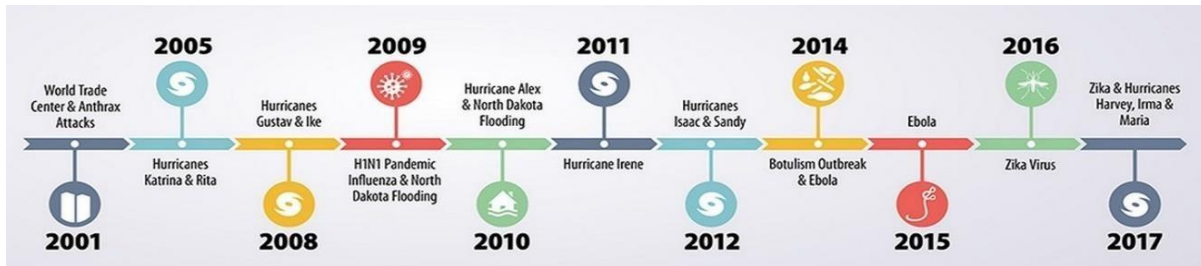 2005
2009
2011
2014
2016
World Trade
Center & Anthrax
Attacks
Hurricanes
Gustav & Ike
Hurricane Alex
& North Dakota
Flooding
Hurricanes
Isaac & Sandy
Ebola
Zika & Hurricanes
Harvey, Irma &
Maria
Hurricanes
Katrina & Rita
H1N1 Pandemic
Influenza & North
Dakota Flooding
Hurricane Irene
Botulism Outbreak
& Ebola
Zika Virus
2001
2008
2010
2012
2015
2017